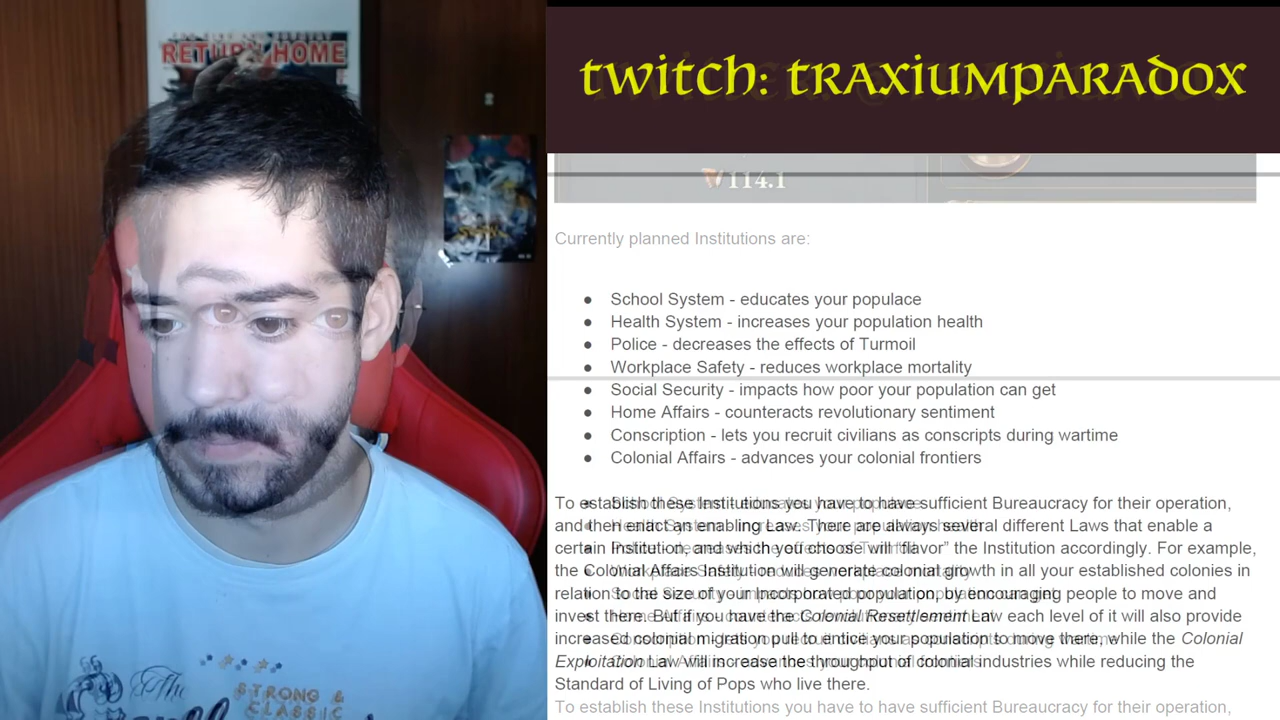 RETURN HOME
twitch: traxiumparadox
114.1
Currently planned Institutions are:
● School System - educates your populace
● Health System - increases your population health
● Police - decreases the effects of Turmoil
● Workplace Safety - reduces workplace mortality
● Social Security - impacts how poor your population can get
● Home Affairs - counteracts revolutionary sentiment
● Conscription - lets you recruit civilians as conscripts during wartime
● Colonial Affairs - advances your colonial frontiers
To establish these Institutions you have to have sufficient Bureaucracy for their operation,
and then enact an enabling Law. There are always several different Laws that enable a
certain Institution, and which you choose will “flavor” the Institution accordingly. For example,
the Colonial Affairs Institution will generate colonial growth in all your established colonies in
relation to the size of your incorporated population, by encouraging people to move and
invest there. But if you have the Colonial Resettlement Law each level of it will also provide
increased colonial migration pull to entice your population to move there, while the Colonial
Exploitation Law will increase the throughput of colonial industries while reducing the
Standard of Living of Pops who live there.
To establish these Institutions you have to have sufficient Bureaucracy for their operation,
The
STRONG &
CLASSIC